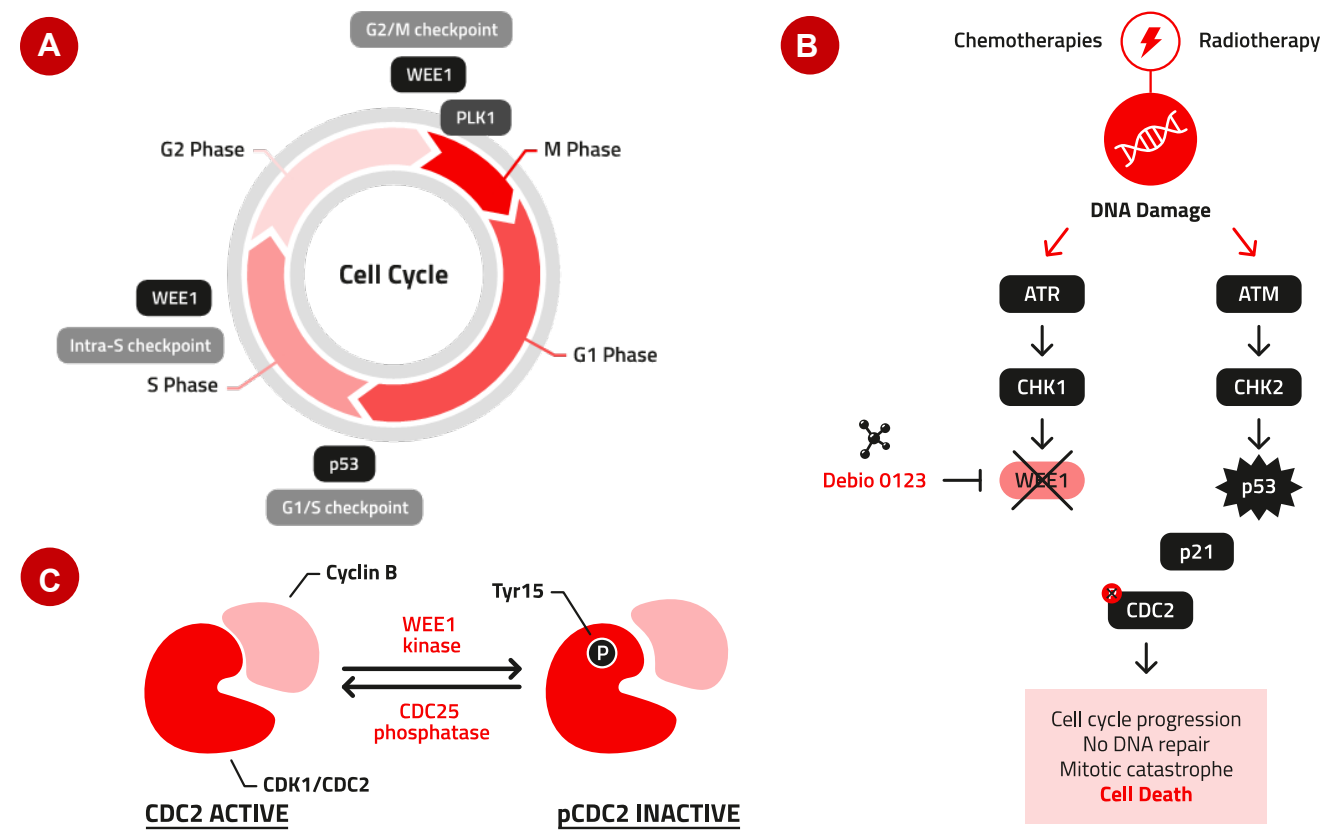 A
G2/M checkpoint
WEE1
PLK1
G2 Phase
M Phase
Cell Cycle
WEE1
Intra-S checkpoint
S Phase
G1 Phase
p53
G1/S checkpoint
B
Chemotherapies
Radiotherapy
DNA Damage
ATR
ATM
CHK1
CHK2
Debio 0123
WEE1
p53
p21
CDC2
Cell cycle progression
No DNA repair
Mitotic catastrophe
Cell Death
C
Cyclin B
WEE1
kinase
CDC25
phosphatase
Tyr15
P
CDK1/CDC2
CDC2 ACTIVE
pCDC2 INACTIVE